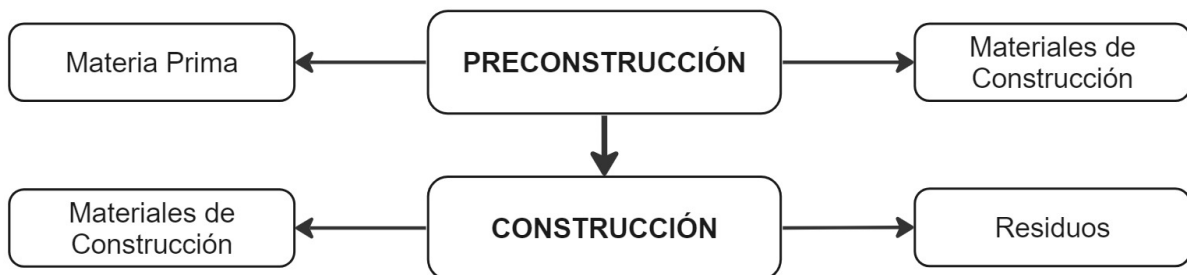 Materia Prima
PRECONSTRUCCIÓN
Materiales de
Construcción
Materiales de
Construcción
CONSTRUCCIÓN
Residuos